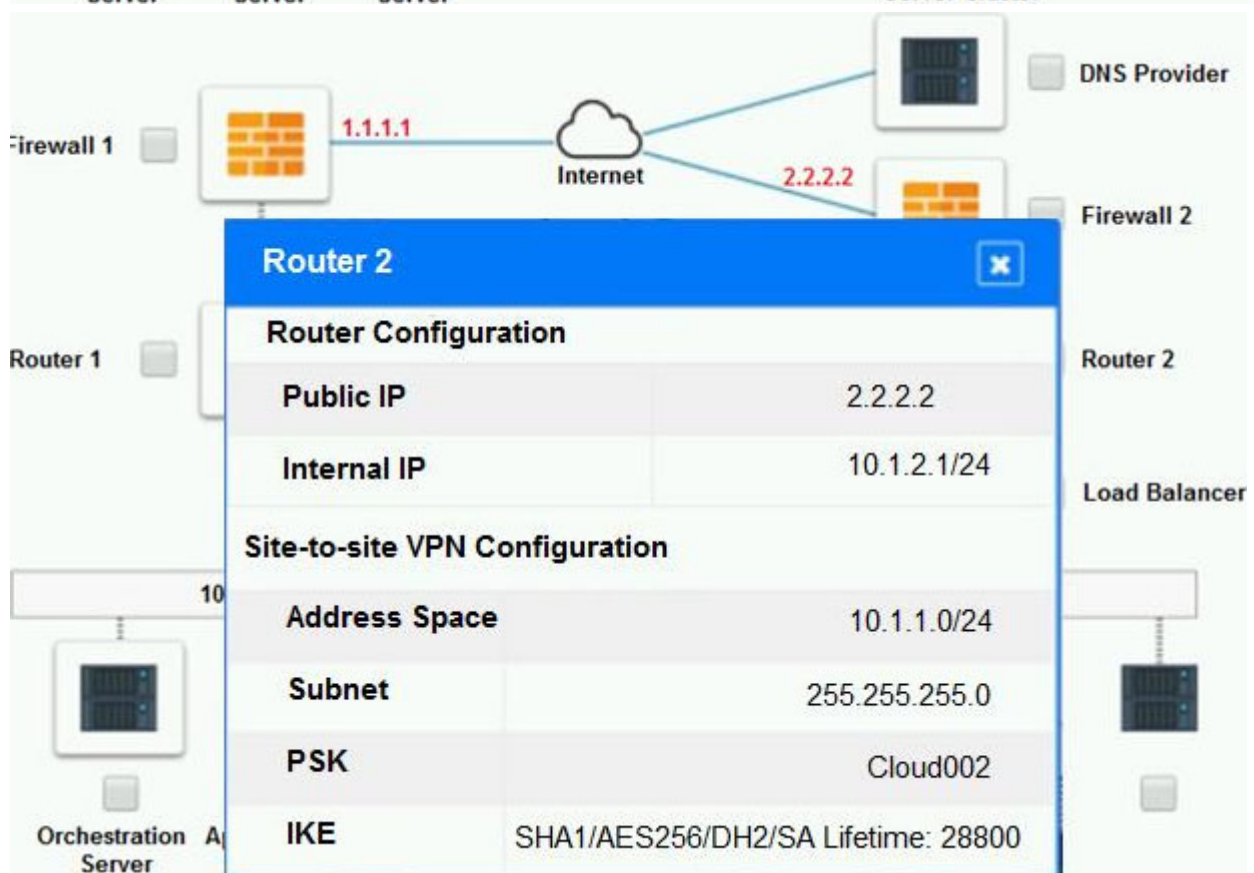 DNS Provider
1.1.1.1
Firewall 1
Internet
2.2.2.2
Firewall 2
Router 2
Router Configuration
Router 1
Router 2
Public IP 2.2.2.2
Internal IP 10.1.2.1/24
Load Balancer
Site-to-site VPN Configuration
10
Address Space 10.1.1.0/24
Subnet 255.255.255.0
PSK Cloud002
IKE SHA1/AES256/DH2/SA Lifetime: 28800
Orchestration
Server